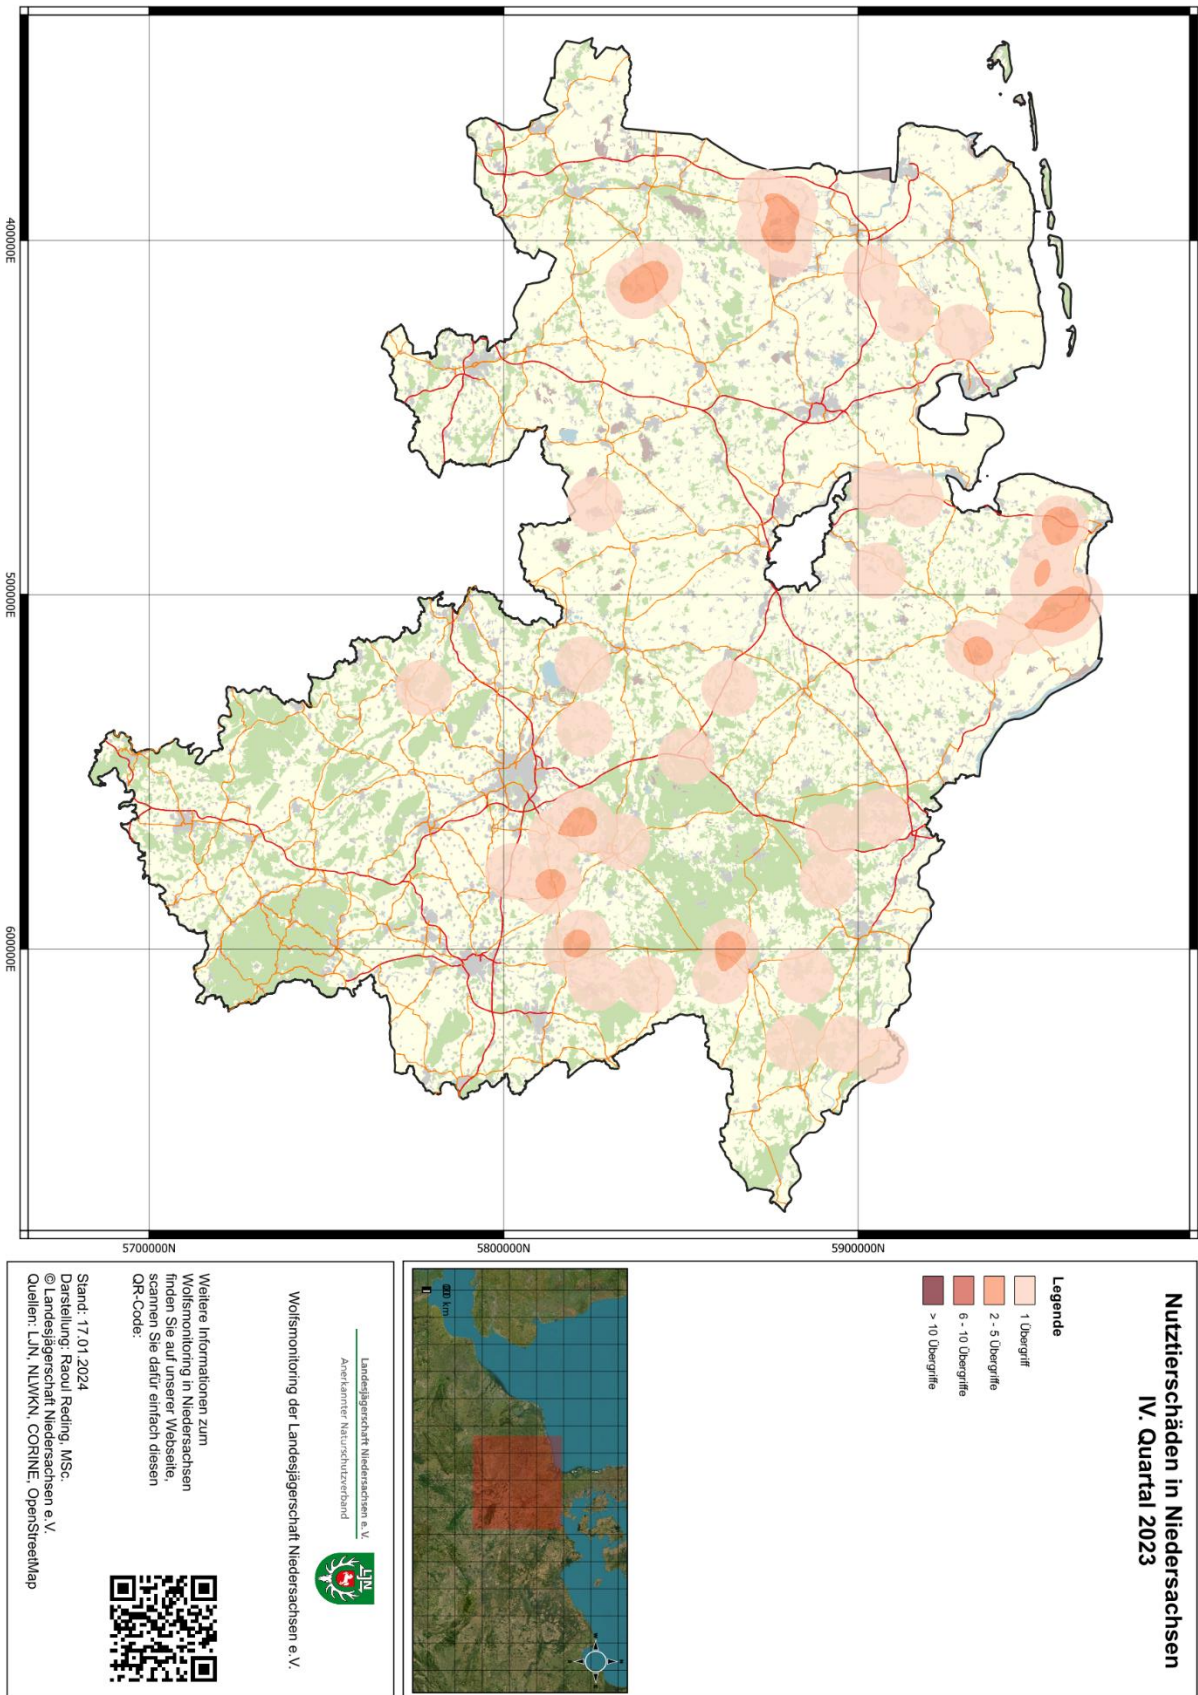 Nutztierschäden in Niedersachsen
IV. Quartal 2023
Legende
1 Übergriff
2 - 5 Übergriffe
6 - 10 Übergriffe
> 10 Übergriffe
km
Landesjägerschaft Niedersachsen e. V.
Anerkannter Naturschutzverband
LJN
Wolfsmonitoring der Landesjägerschaft Niedersachsen e.V.
Weitere Informationen zum
Wolfsmonitoring in Niedersachsen
finden Sie auf unserer Webseite,
scannen Sie dafür einfach diesen
QR-Code:
Stand: 17.01.2024
Darstellung: Raoul Reding, MSc.
© Landesjägerschaft Niedersachsen e.V.
Quellen: LJN, NLWKN, CORINE, OpenStreetMap
400000E
500000E
600000E
5900000N
5800000N
5700000N